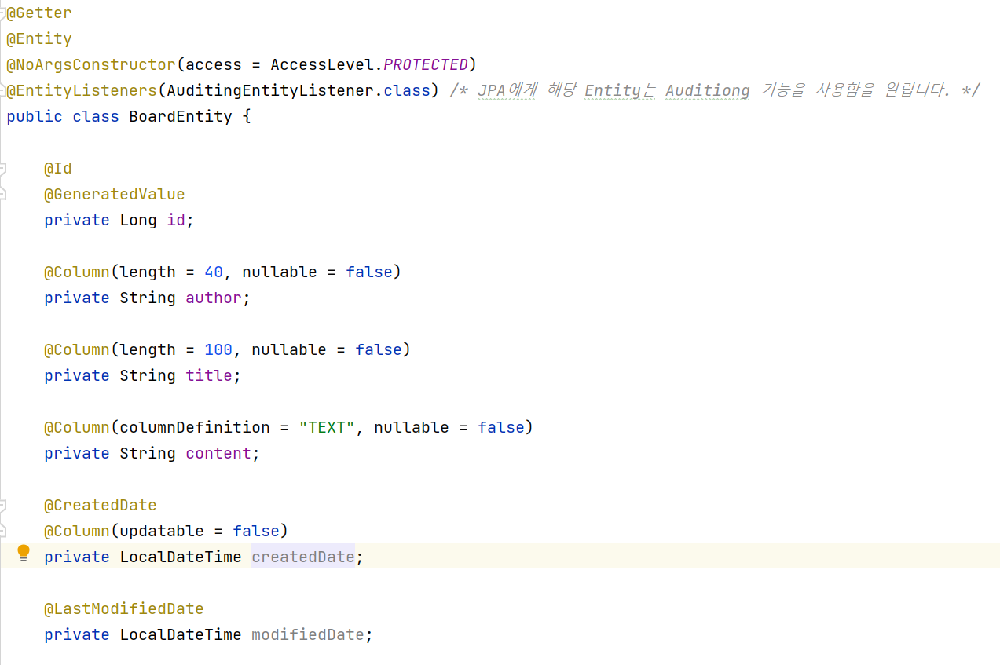 @Getter
@Entity
@NoArgsConstructor(access = AccessLevel.PROTECTED)
@EntityListeners(AuditingEntityListener.class) /* JPA에게 해당 Entity는 Auditiong 기능을 사용함을 알립니다. */
public class BoardEntity {
@Id
@GeneratedValue
private Long id;
@Column(length = 40, nullable = false)
private String author;
@Column(length = 100, nullable = false)
private String title;
@Column(columnDefinition = "TEXT", nullable = false)
private String content;
@CreatedDate
@Column(updatable = false)
private LocalDateTime createdDate;
@LastModifiedDate
private LocalDateTime modifiedDate;